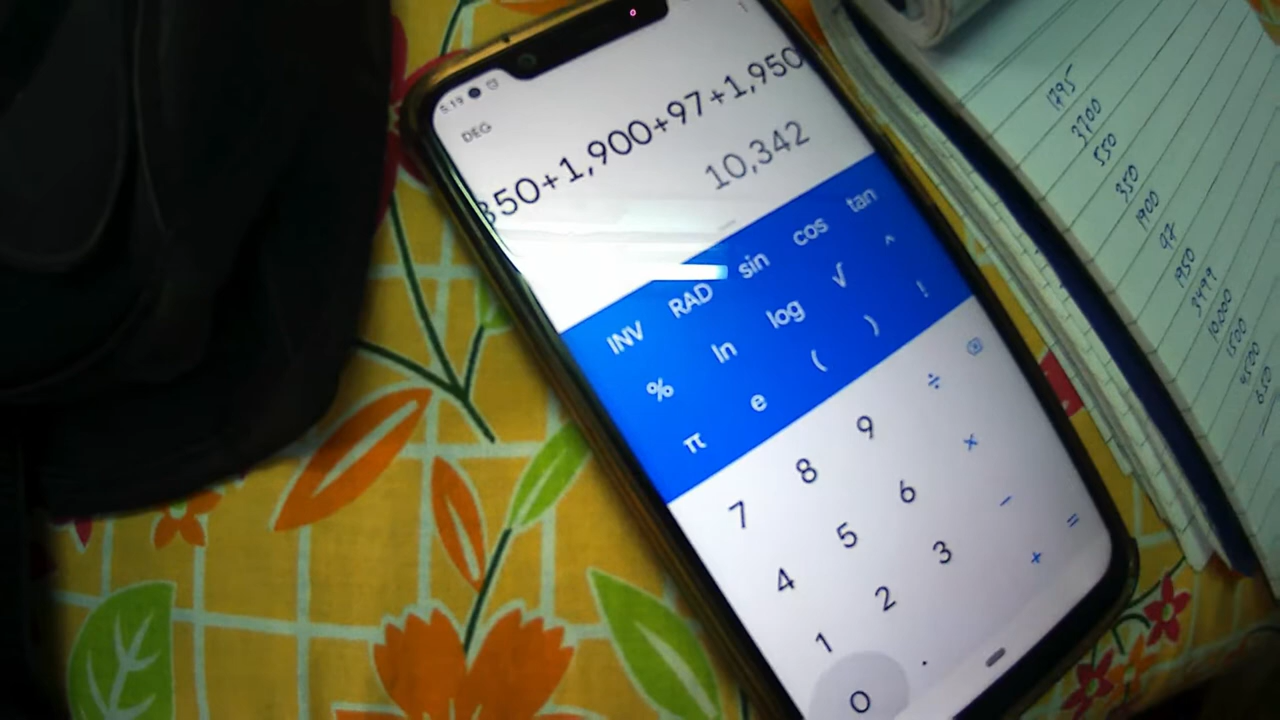 5:19
DEG
350+1,900+97+1,950
10,342
INV RAD sin cos tan
% ln log √ ^
π e ( ) !
7 8 9 ÷ 
4 5 6 ×
1 2 3 − 
0 . + =
1795
3700
550
350
1900
97
1950
3499
1500
4500
650